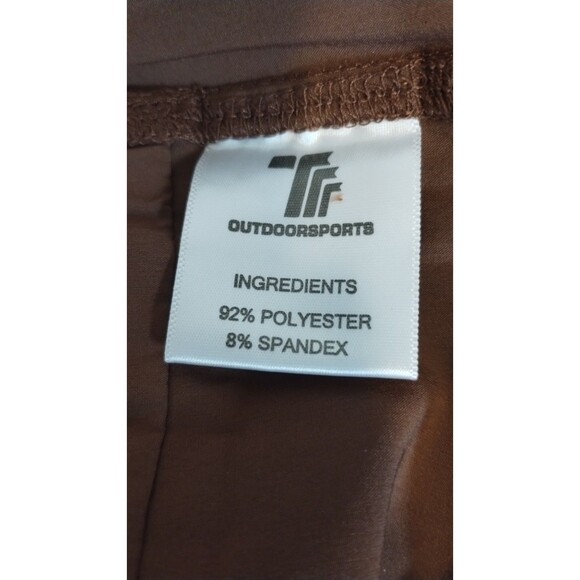 OUTDOORSPORTS
INGREDIENTS
92% POLYESTER
8% SPANDEX